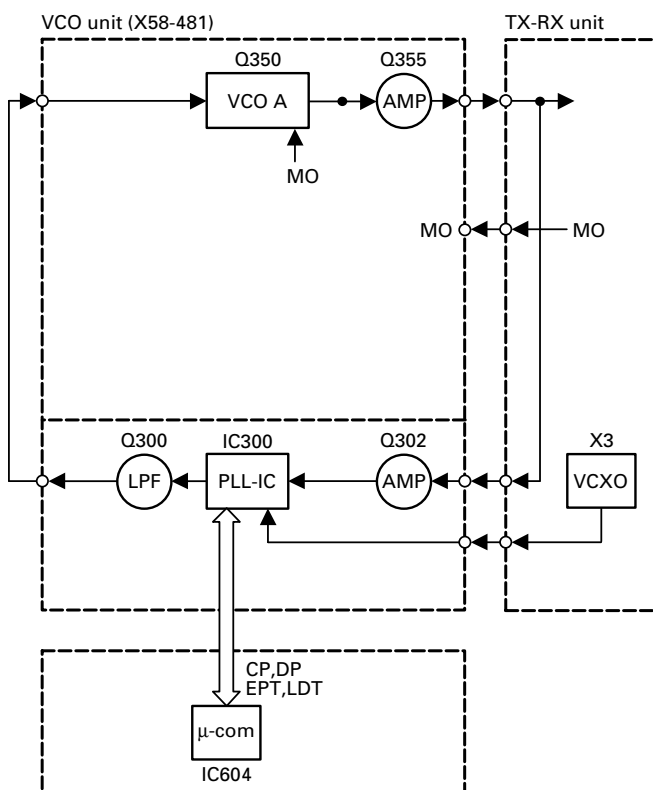 VCO unit (X58-481)
TX-RX unit
Q350
Q355
VCO A
AMP
MO
MO
MO
Q300
IC300
Q302
X3
LPF
PLL-IC
AMP
VCXO
CP,DP
EPT,LDT
μ-com
IC604